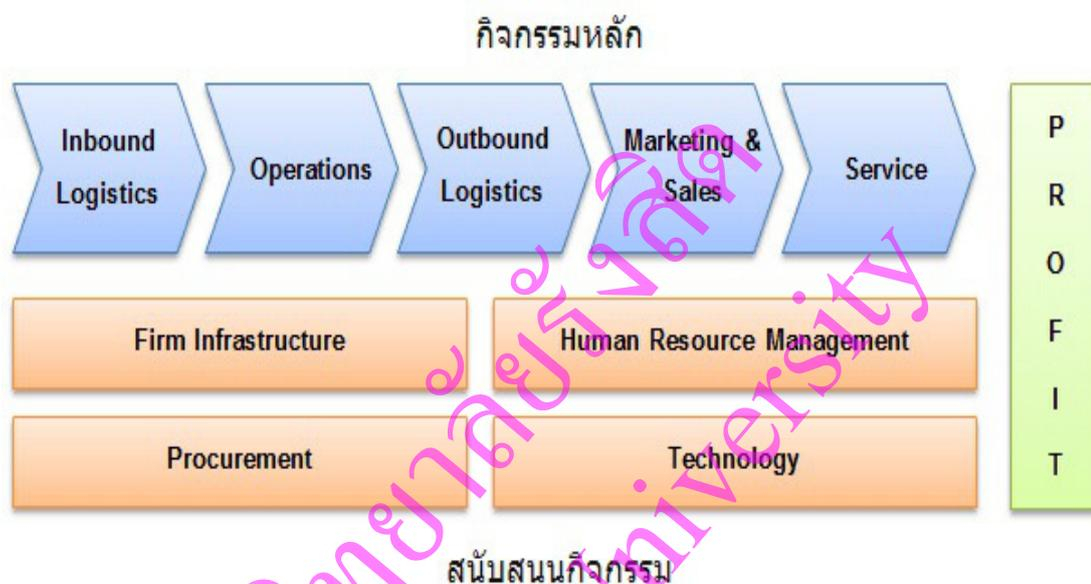 กิจกรรมหลัก
Inbound
Logistics
Operations
Outbound
Logistics
Marketing &
Sales
Service
P
R
O
F
I
T
Firm Infrastructure
Human Resource Management
Procurement
Technology
สนับสนุนกิจกรรม
University